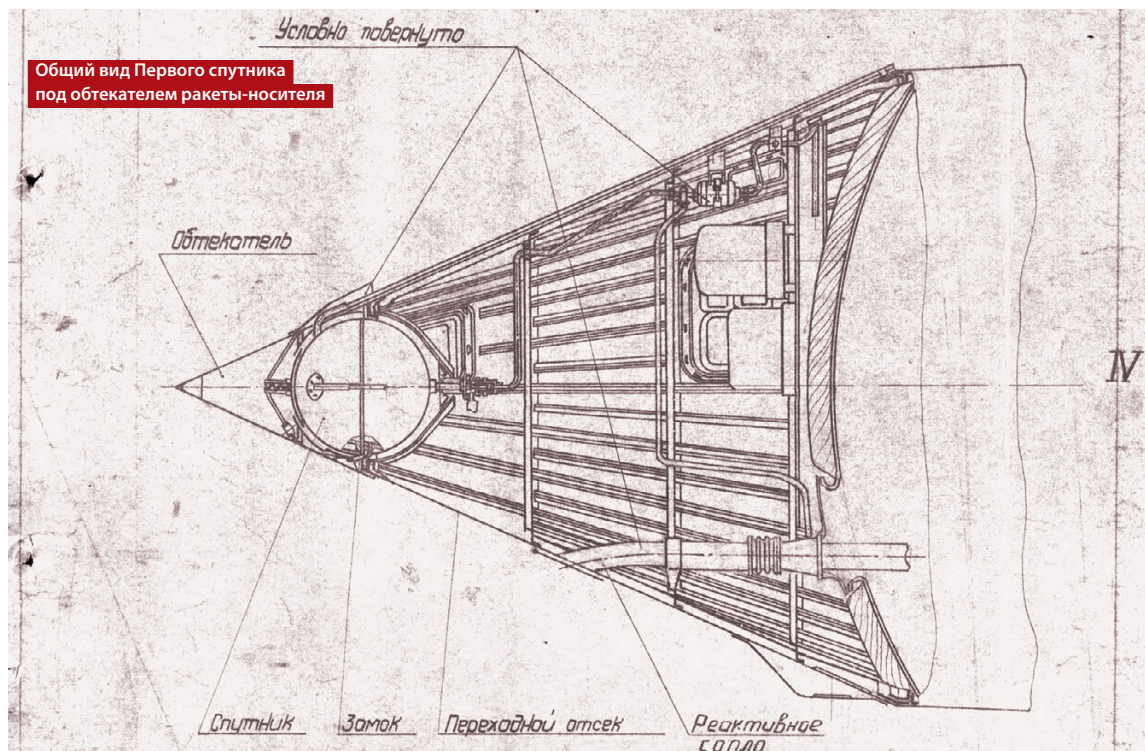 Условно повернуто
Общий вид Первого спутника
под обтекателем ракеты-носителя
Обтекатель
IV
Спутник
Замок
Переходной отсек
Реактивное
сопло